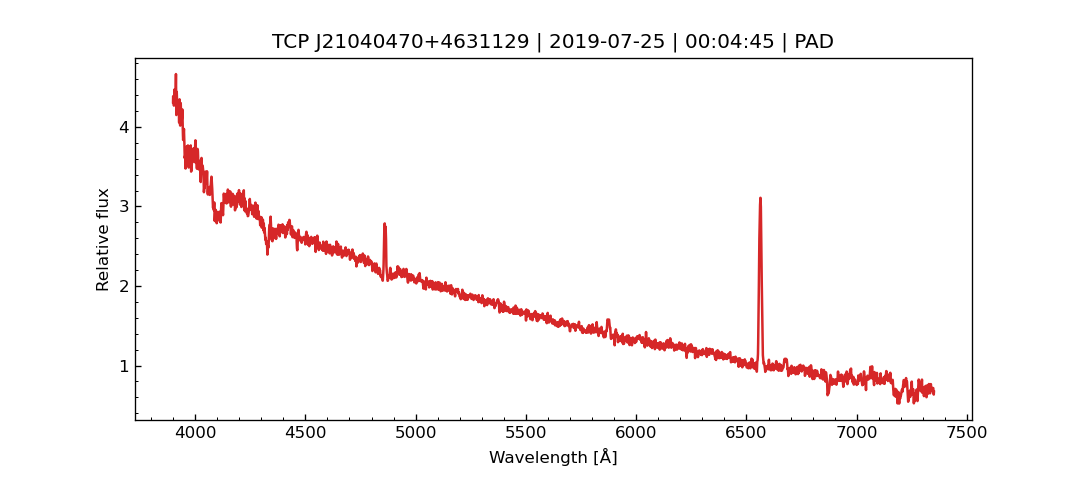 TCP J21040470+4631129 | 2019-07-25 | 00:04:45 | PAD
Relative flux
4
3
2
1
4000 4500 5000 5500 6000 6500 7000 7500
Wavelength [Å]